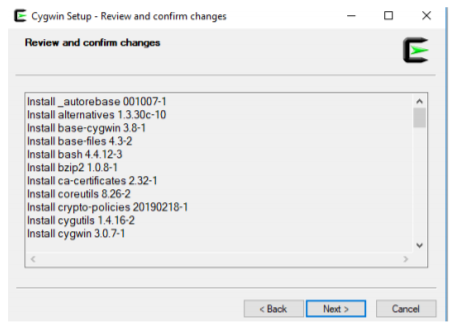 Cygwin Setup - Review and confirm changes
Review and confirm changes
Install _autorebase 001007-1
Install alternatives 1.3.30c-10
Install base-cygwin 3.8-1
Install base-files 4.3-2
Install bash 4.4.12-3
Install bzip2 1.0.8-1
Install ca-certificates 2.32-1
Install coreutils 8.26-2
Install crypto-policies 20190218-1
Install cygutils 1.4.16-2
Install cygwin 3.0.7-1
< Back Next > Cancel